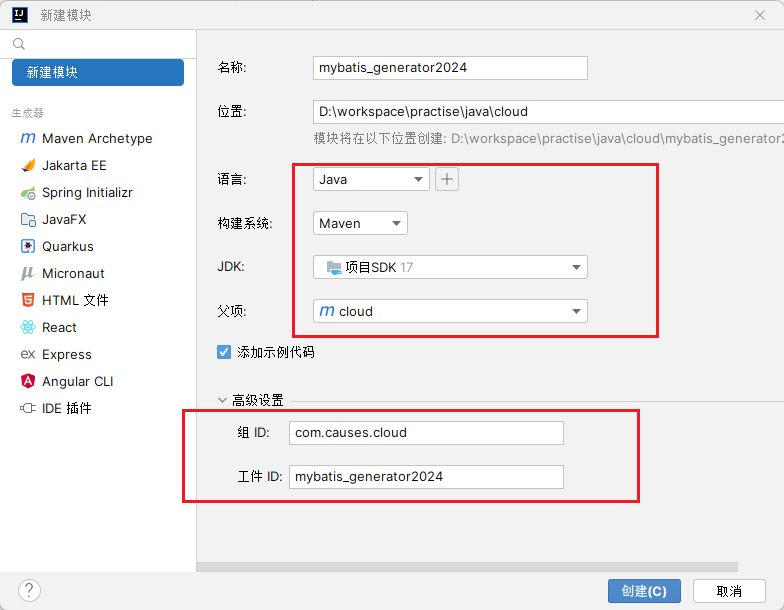 新建模块
新建模块
生成器
Maven Archetype
Jakarta EE
Spring Initializr
JavaFX
Quarkus
Micronaut
HTML 文件
React
Express
Angular CLI
IDE 插件
名称:
mybatis_generator2024
位置:
D:\workspace\practise\java\cloud
模块将在以下位置创建: D:\workspace\practise\java\cloud\mybatis_generator2
语言:
Java
构建系统:
Maven
JDK:
项目SDK 17
父项:
cloud
添加示例代码
高级设置
组 ID:
com.causes.cloud
工件 ID:
mybatis_generator2024
?
创建(C)
取消